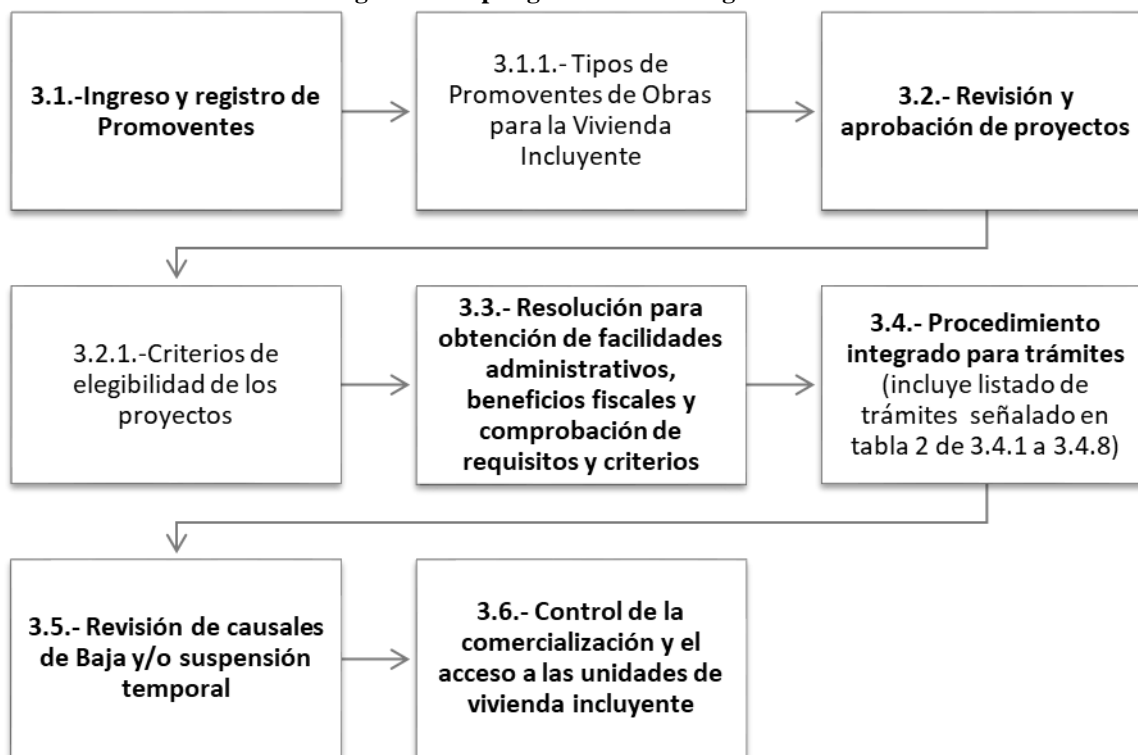 3.1.-Ingreso y registro de
Promoventes
3.1.1.- Tipos de
Promoventes de Obras
para la Vivienda
Incluyente
3.2.- Revisión y
aprobación de proyectos
3.2.1.-Criterios de
elegibilidad de los
proyectos
3.3.- Resolución para
obtención de facilidades
administrativos,
beneficios fiscales y
comprobación de
requisitos y criterios
3.4.- Procedimiento
integrado para trámites
(incluye listado de
trámites señalado en
tabla 2 de 3.4.1 a 3.4.8)
3.5.- Revisión de causales
de Baja y/o suspensión
temporal
3.6.- Control de la
comercialización y el
acceso a las unidades de
vivienda incluyente